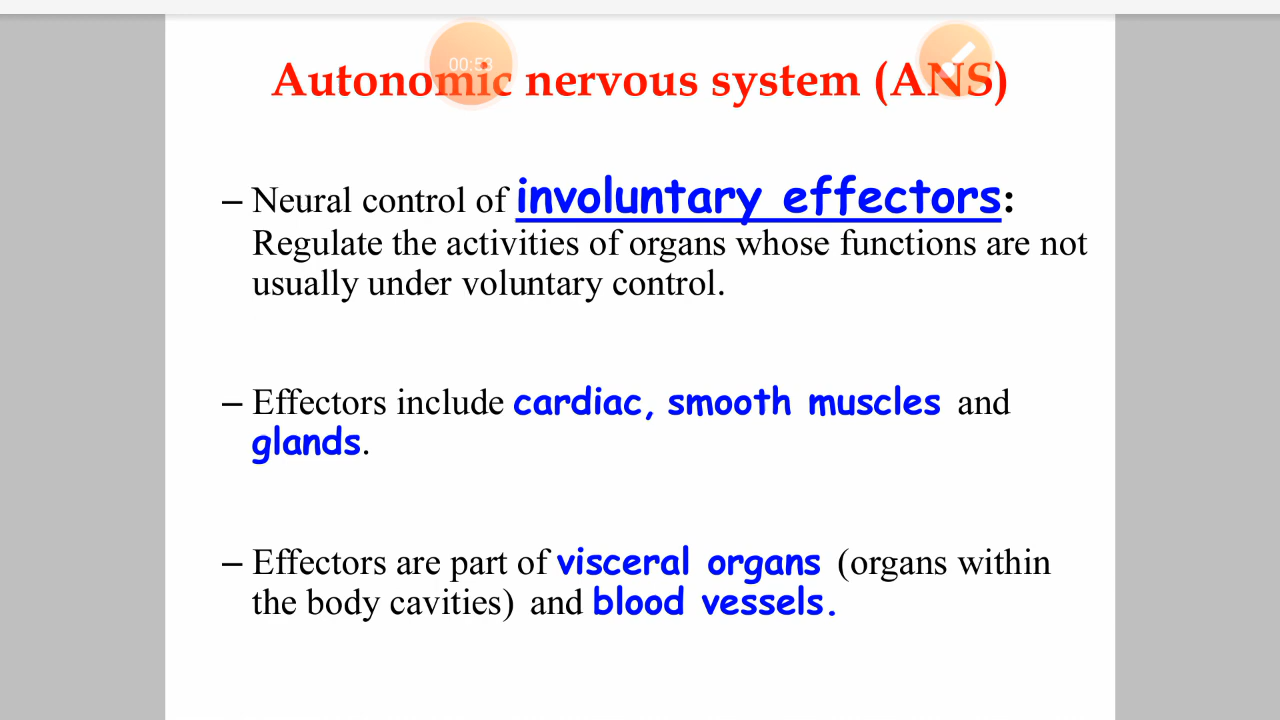 00:53
Autonomic nervous system (ANS)
– Neural control of involuntary effectors:
Regulate the activities of organs whose functions are not
usually under voluntary control.
– Effectors include cardiac, smooth muscles and
glands.
– Effectors are part of visceral organs (organs within
the body cavities) and blood vessels.